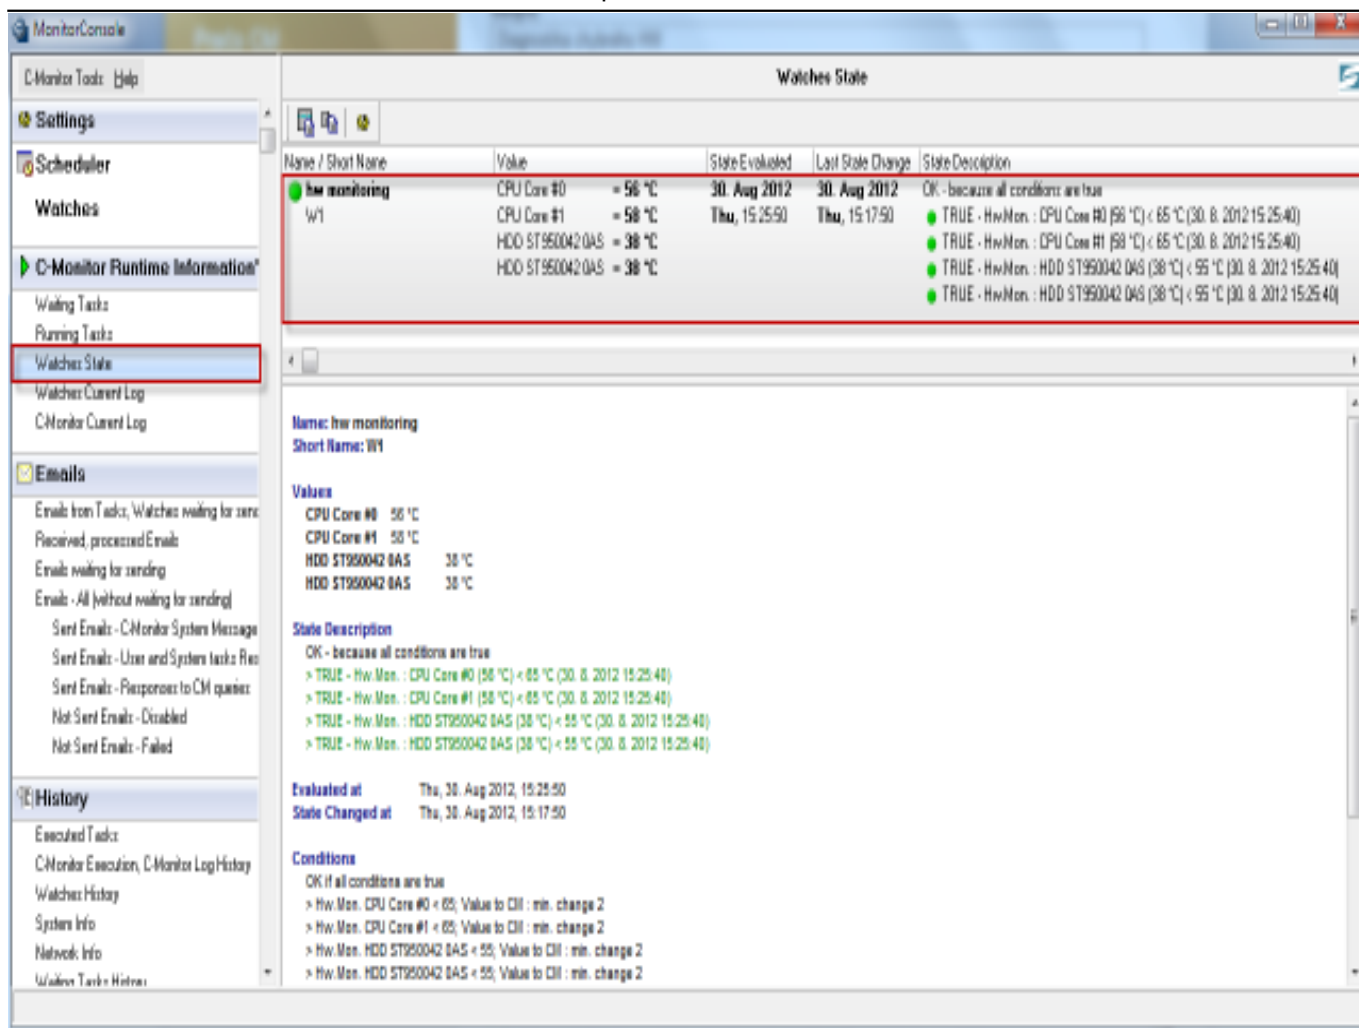 MonitorConsole
C-Monitor Tools Help
Watches State
Settings
Scheduler
Watches
C-Monitor Runtime Information"
Waiting Tasks
Running Tasks
Watches State
Watches Current Log
C-Monitor Current Log
Emails
Emails from Tasks, Watches waiting for send
Received, processed Emails
Emails waiting for sending
Emails - All (without waiting for sending)
Sent Emails - C-Monitor System Message
Sent Emails - User and System tasks Res
Sent Emails - Responses to CM queries
Not Sent Emails - Disabled
Not Sent Emails - Failed
History
Executed Tasks
C-Monitor Execution, C-Monitor Log History
Watches History
System Info
Network Info
Waiting Tasks History
Name / Short Name Value State Evaluated Last State Change State Description
hw monitoring CPU Core #0 = 56 °C 30. Aug 2012 30. Aug 2012 OK - because all conditions are true
W1 CPU Core #1 = 58 °C Thu, 15:25:50 Thu, 15:17:50 TRUE - Hw.Mon. : CPU Core #0 (56 °C) < 65 °C (30. 8. 2012 15:25:40)
HDD ST950042 0AS = 38 °C TRUE - Hw.Mon. : CPU Core #1 (58 °C) < 65 °C (30. 8. 2012 15:25:40)
HDD ST950042 0AS = 38 °C TRUE - Hw.Mon. : HDD ST950042 0AS (38 °C) < 55 °C (30. 8. 2012 15:25:40)
TRUE - Hw.Mon. : HDD ST950042 0AS (38 °C) < 55 °C (30. 8. 2012 15:25:40)
Name: hw monitoring
Short Name: W1
Values
CPU Core #0 56 °C
CPU Core #1 58 °C
HDD ST950042 0AS 38 °C
HDD ST950042 0AS 38 °C
State Description
OK - because all conditions are true
> TRUE - Hw.Mon. : CPU Core #0 (56 °C) < 65 °C (30. 8. 2012 15:25:40)
> TRUE - Hw.Mon. : CPU Core #1 (58 °C) < 65 °C (30. 8. 2012 15:25:40)
> TRUE - Hw.Mon. : HDD ST950042 0AS (38 °C) < 55 °C (30. 8. 2012 15:25:40)
> TRUE - Hw.Mon. : HDD ST950042 0AS (38 °C) < 55 °C (30. 8. 2012 15:25:40)
Evaluated at Thu, 30. Aug 2012, 15:25:50
State Changed at Thu, 30. Aug 2012, 15:17:50
Conditions
OK if all conditions are true
> Hw.Mon. CPU Core #0 < 65; Value to CM : min. change 2
> Hw.Mon. CPU Core #1 < 65; Value to CM : min. change 2
> Hw.Mon. HDD ST950042 0AS < 55; Value to CM : min. change 2
> Hw.Mon. HDD ST950042 0AS < 55; Value to CM : min. change 2